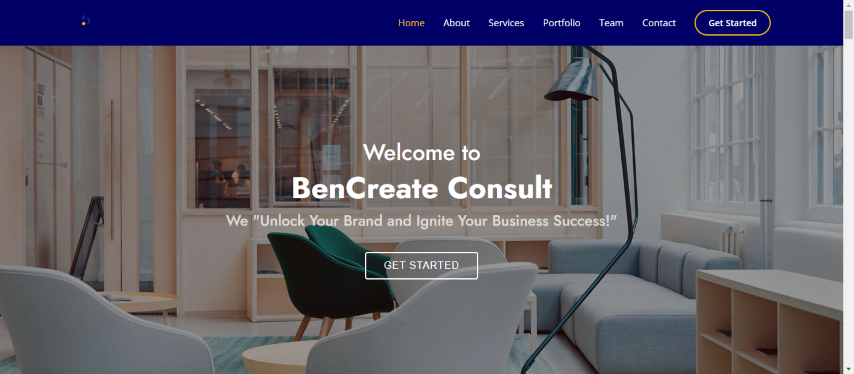 Home About Services Portfolio Team Contact Get Started
Welcome to
BenCreate Consult
We "Unlock Your Brand and Ignite Your Business Success!"
GET STARTED